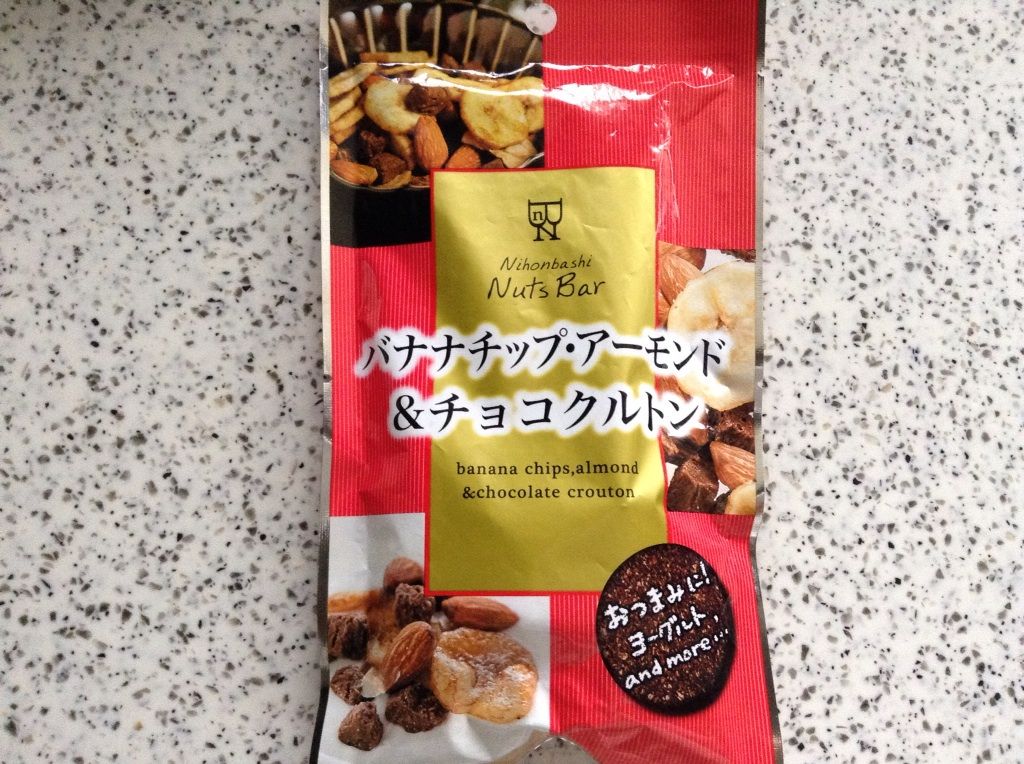 n
N
Nihonbashi
Nuts Bar
バナナチップ・アーモンド
&チョコクルトン
banana chips,almond
&chocolate crouton
おつまみに!
ヨーグルト,
and more...